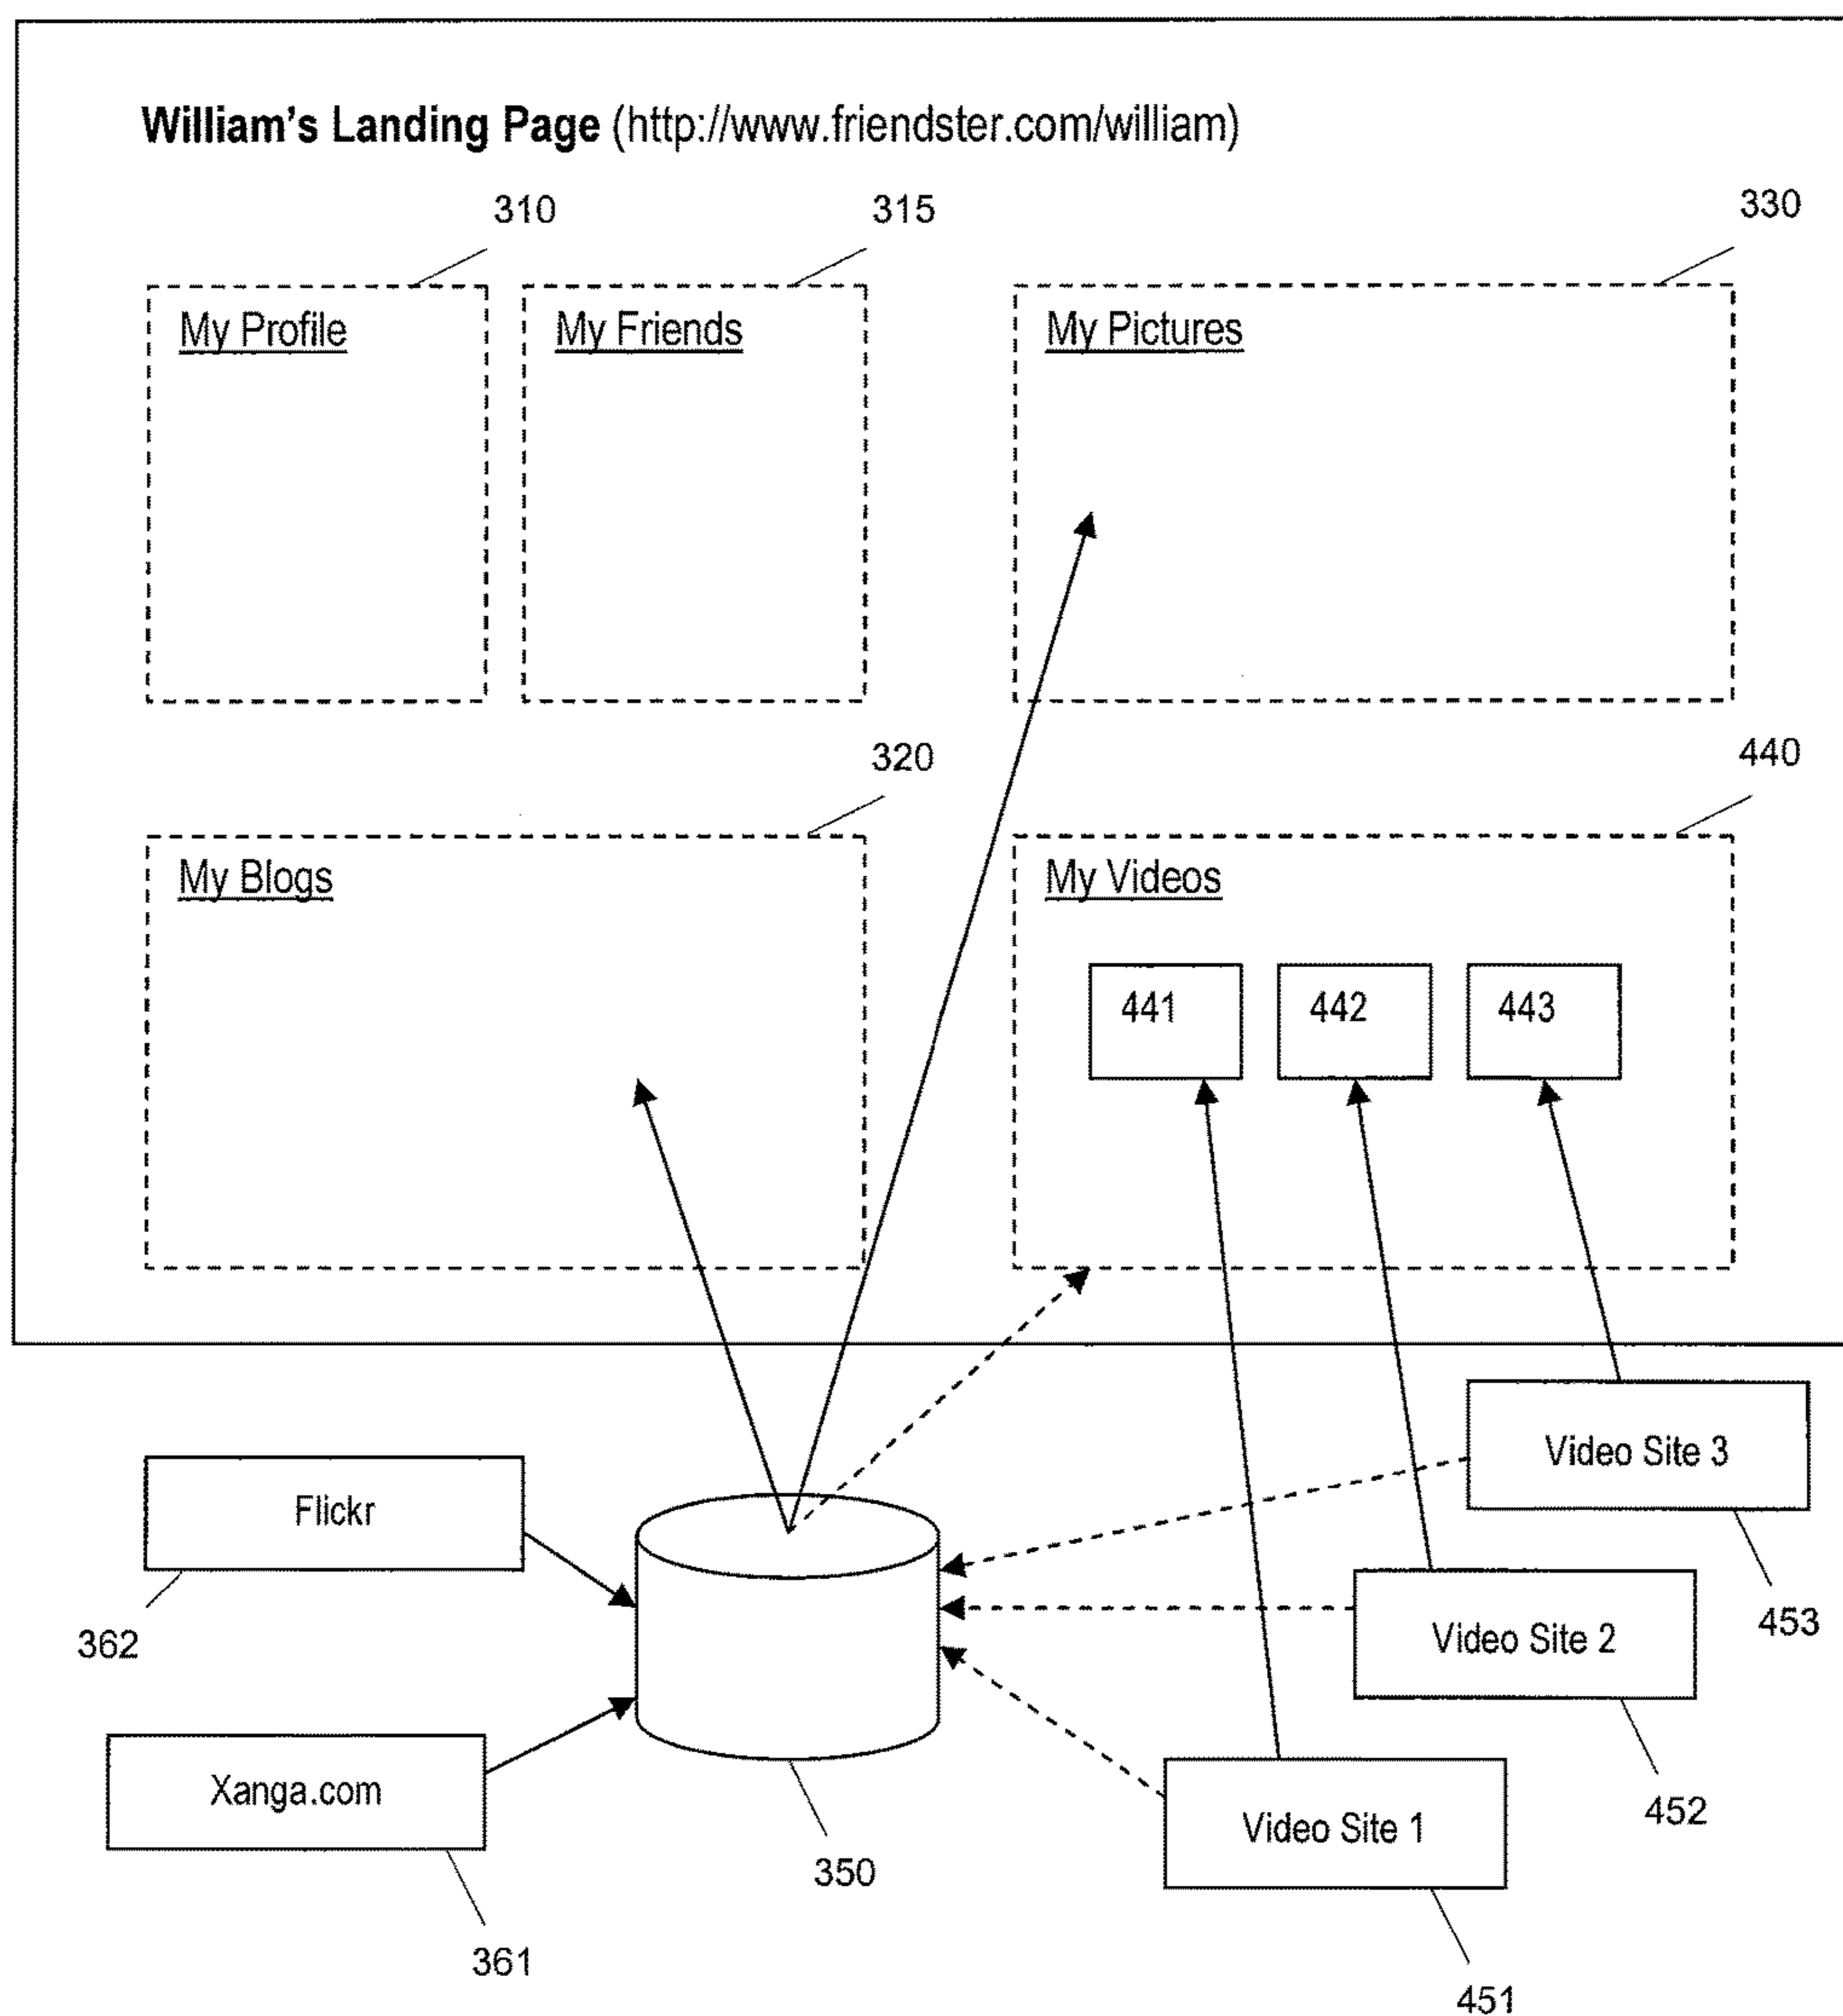 William's Landing Page (http://www.friendster.com/william)
310
315
330
My Profile
My Friends
My Pictures
320
440
My Blogs
My Videos
441
442
443
Flickr
Video Site 3
362
453
Video Site 2
Xanga.com
452
350
Video Site 1
361
451